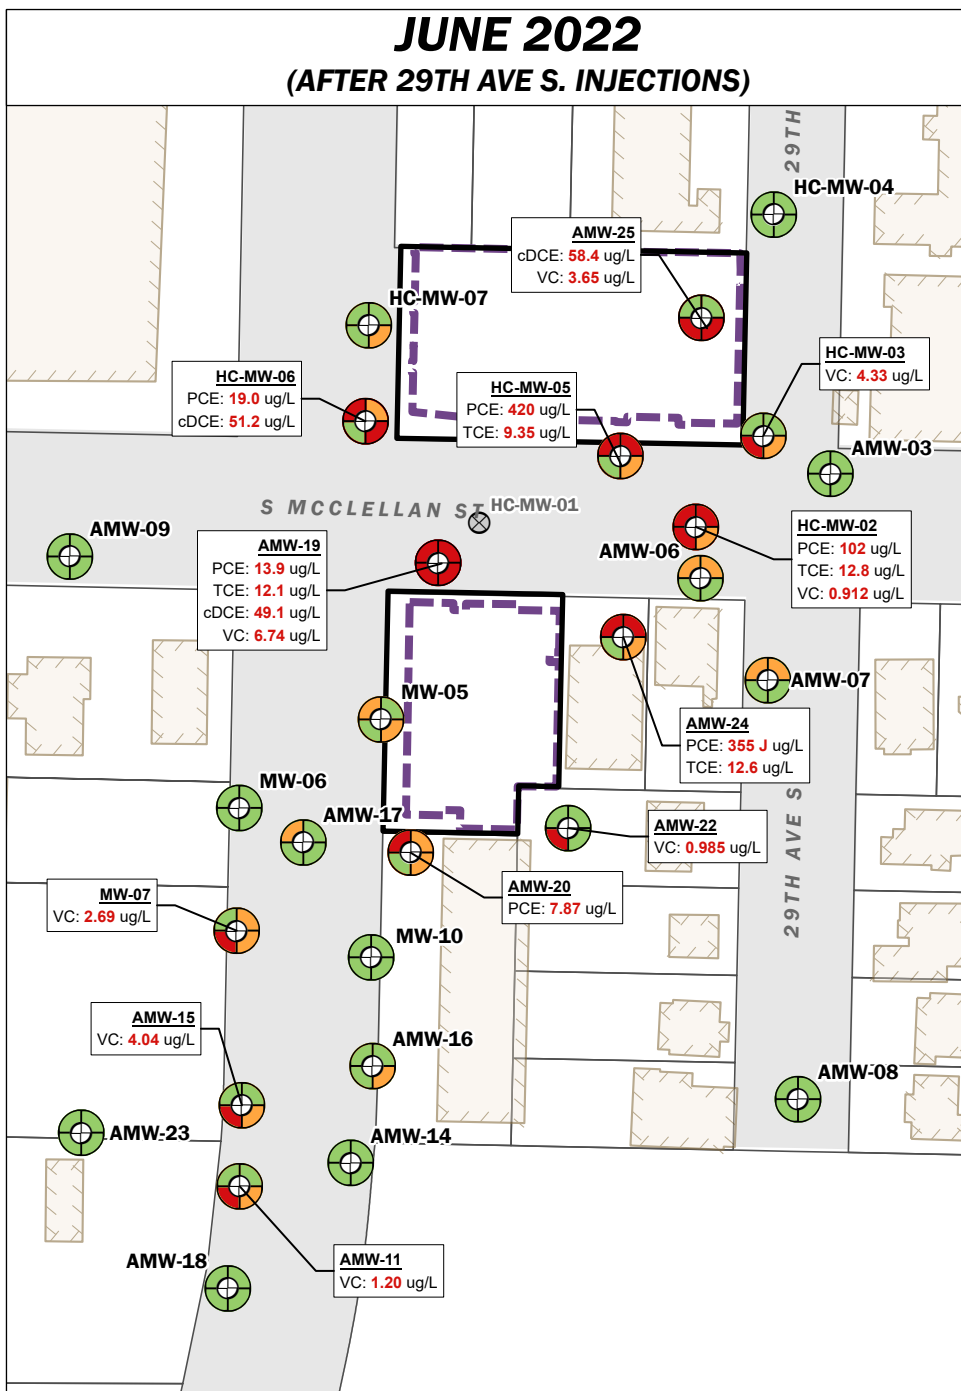 JUNE 2022
(AFTER 29TH AVE S. INJECTIONS)
29TH
HC-MW-04
AMW-25
cDCE: 58.4 ug/L
VC: 3.65 ug/L
HC-MW-07
HC-MW-03
VC: 4.33 ug/L
HC-MW-06
PCE: 19.0 ug/L
cDCE: 51.2 ug/L
HC-MW-05
PCE: 420 ug/L
TCE: 9.35 ug/L
AMW-03
S MCCLELLAN ST
HC-MW-01
AMW-09
AMW-06
HC-MW-02
PCE: 102 ug/L
TCE: 12.8 ug/L
VC: 0.912 ug/L
AMW-19
PCE: 13.9 ug/L
TCE: 12.1 ug/L
cDCE: 49.1 ug/L
VC: 6.74 ug/L
MW-05
AMW-07
AMW-24
PCE: 355 J ug/L
TCE: 12.6 ug/L
MW-06
AMW-17
29TH AVE S
AMW-22
VC: 0.985 ug/L
MW-07
VC: 2.69 ug/L
AMW-20
PCE: 7.87 ug/L
MW-10
AMW-15
VC: 4.04 ug/L
AMW-16
AMW-08
AMW-23
AMW-14
AMW-18
AMW-11
VC: 1.20 ug/L